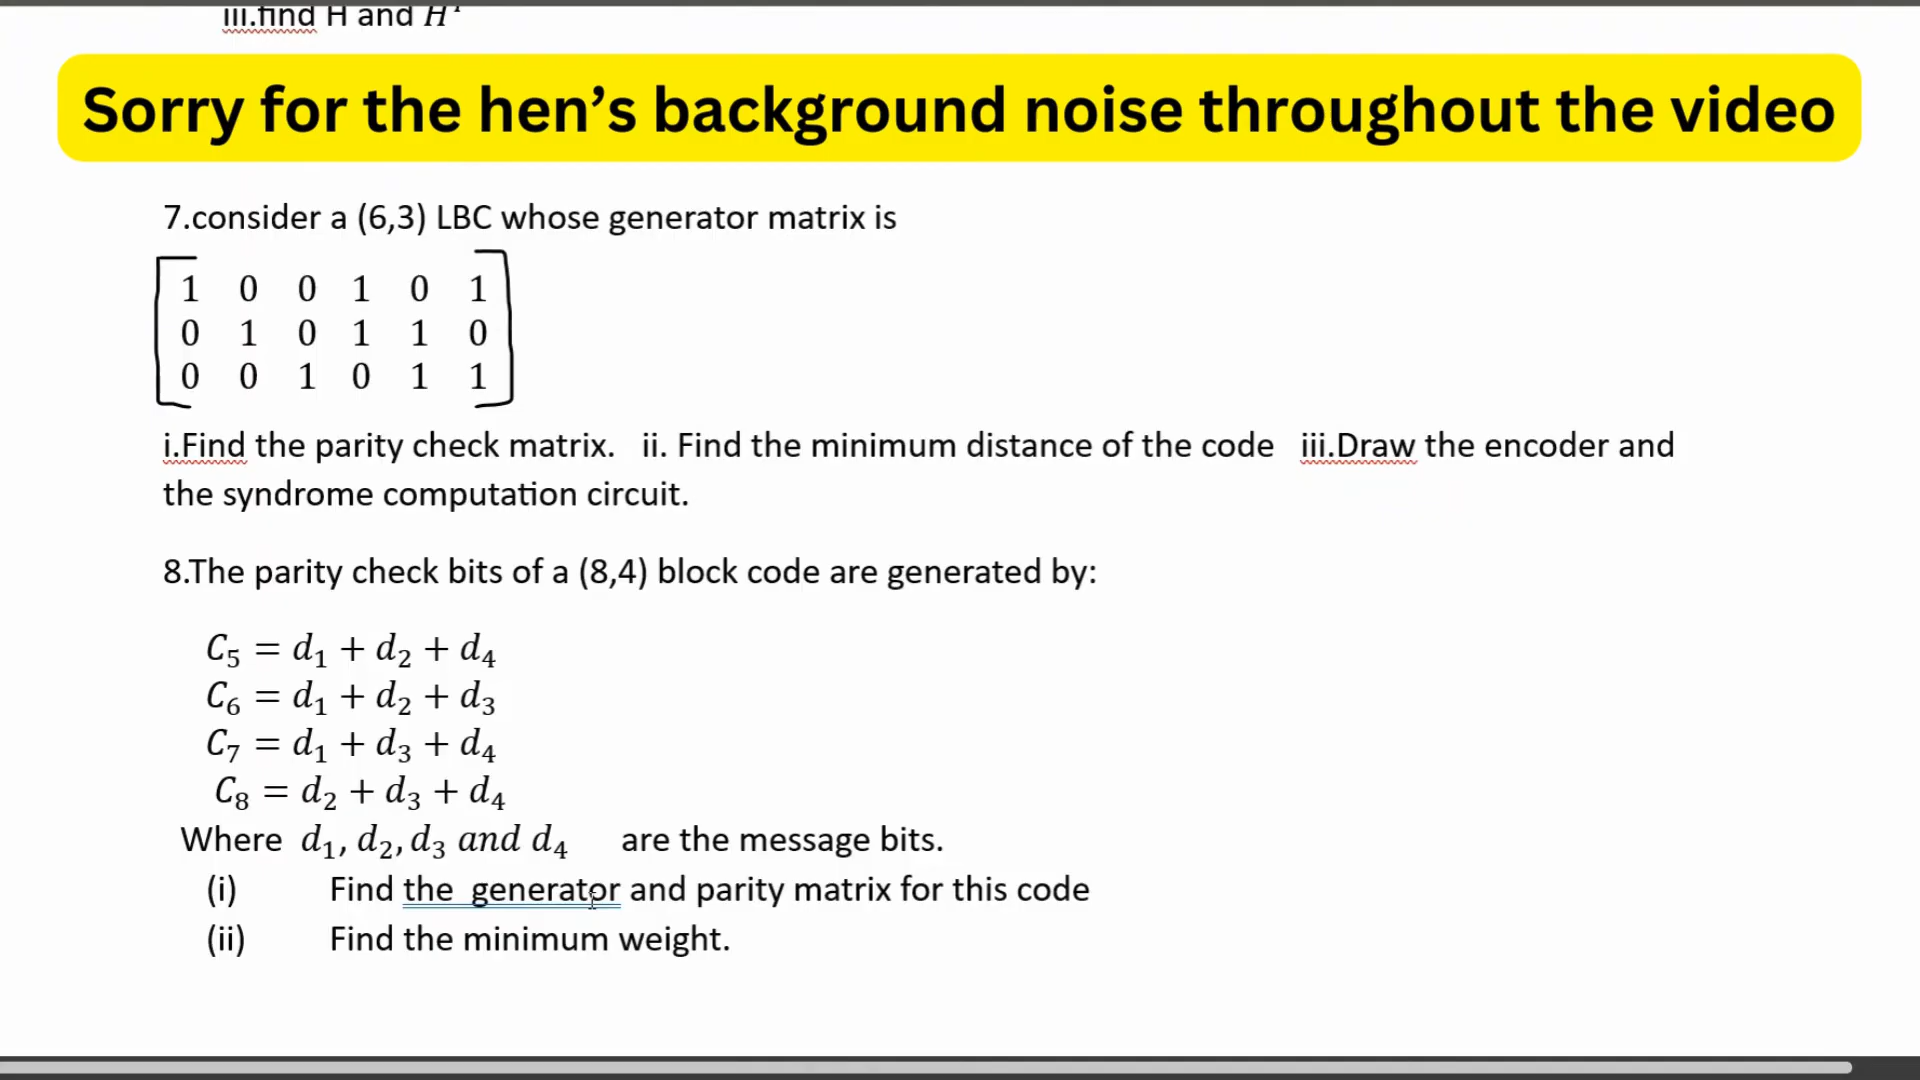 iii.find H and Hᵀ
Sorry for the hen’s background noise throughout the video
7.consider a (6,3) LBC whose generator matrix is
1 0 0 1 0 1
0 1 0 1 1 0
0 0 1 0 1 1
i.Find the parity check matrix. ii. Find the minimum distance of the code iii.Draw the encoder and
the syndrome computation circuit.
8.The parity check bits of a (8,4) block code are generated by:
C₅ = d₁ + d₂ + d₄
C₆ = d₁ + d₂ + d₃
C₇ = d₁ + d₃ + d₄
C₈ = d₂ + d₃ + d₄
Where d₁, d₂, d₃ and d₄ are the message bits.
(i) Find the generator and parity matrix for this code
(ii) Find the minimum weight.